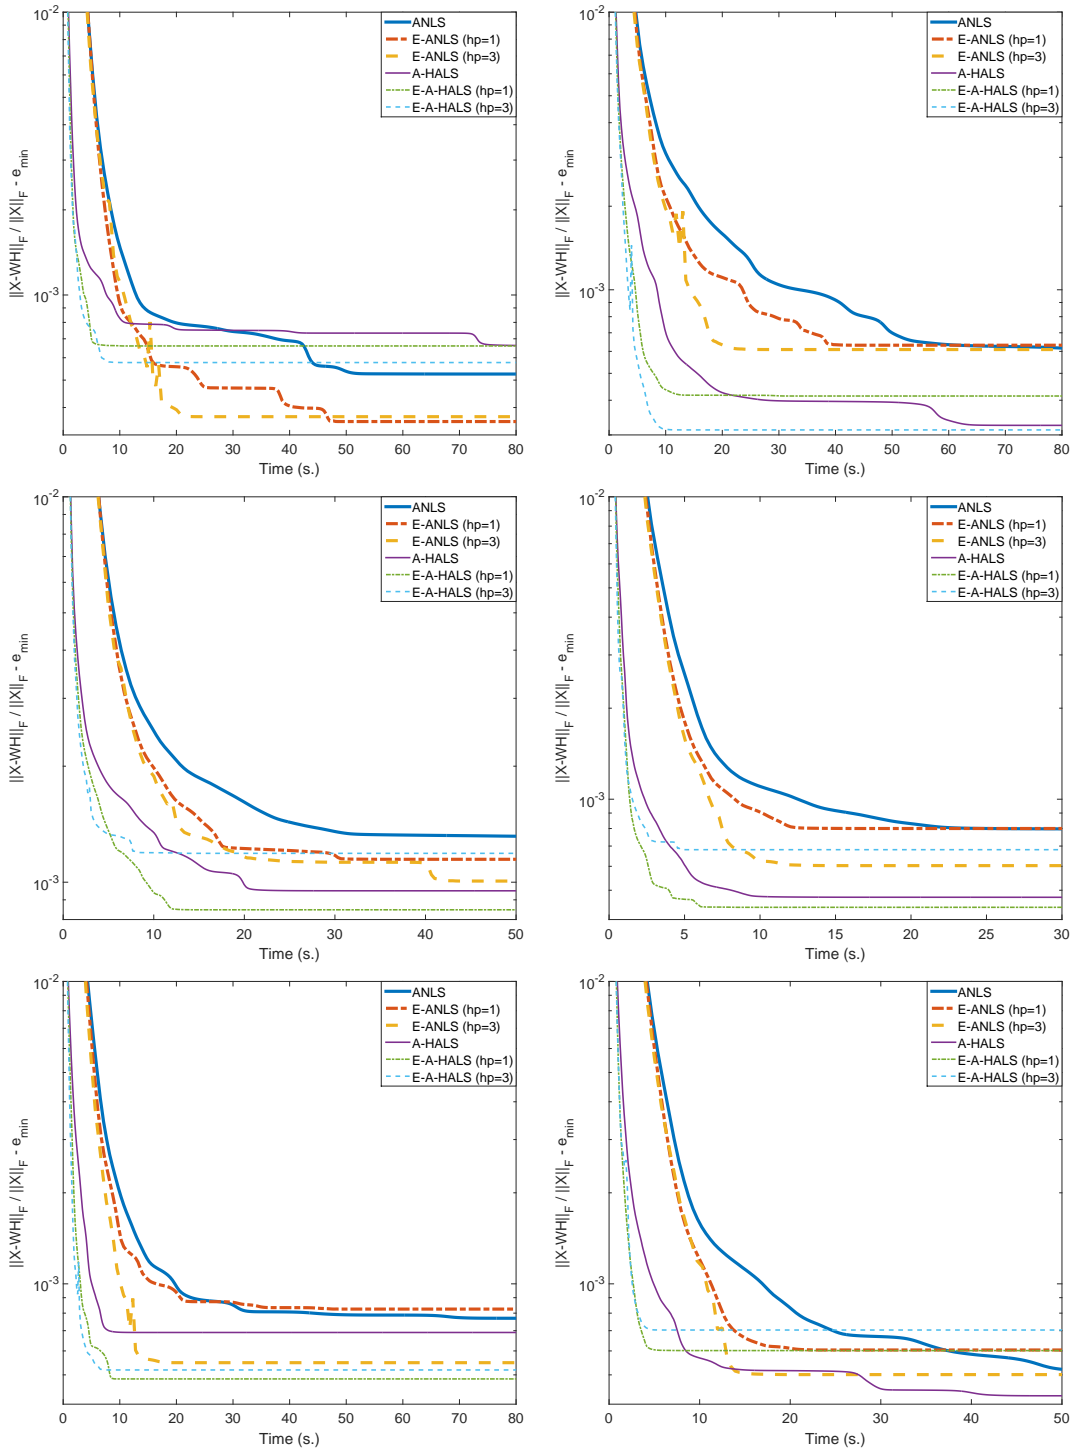 10^-2
10^-3
||X-WH||_F / ||X||_F - e_min
0 10 20 30 40 50 60 70 80
Time (s.)
ANLS
E-ANLS (hp=1)
E-ANLS (hp=3)
A-HALS
E-A-HALS (hp=1)
E-A-HALS (hp=3)
10^-2
10^-3
||X-WH||_F / ||X||_F - e_min
0 10 20 30 40 50 60 70 80
Time (s.)
ANLS
E-ANLS (hp=1)
E-ANLS (hp=3)
A-HALS
E-A-HALS (hp=1)
E-A-HALS (hp=3)
10^-2
10^-3
||X-WH||_F / ||X||_F - e_min
0 10 20 30 40 50
Time (s.)
ANLS
E-ANLS (hp=1)
E-ANLS (hp=3)
A-HALS
E-A-HALS (hp=1)
E-A-HALS (hp=3)
10^-2
10^-3
||X-WH||_F / ||X||_F - e_min
0 5 10 15 20 25 30
Time (s.)
ANLS
E-ANLS (hp=1)
E-ANLS (hp=3)
A-HALS
E-A-HALS (hp=1)
E-A-HALS (hp=3)
10^-2
10^-3
||X-WH||_F / ||X||_F - e_min
0 10 20 30 40 50 60 70 80
Time (s.)
ANLS
E-ANLS (hp=1)
E-ANLS (hp=3)
A-HALS
E-A-HALS (hp=1)
E-A-HALS (hp=3)
10^-2
10^-3
||X-WH||_F / ||X||_F - e_min
0 10 20 30 40 50
Time (s.)
ANLS
E-ANLS (hp=1)
E-ANLS (hp=3)
A-HALS
E-A-HALS (hp=1)
E-A-HALS (hp=3)